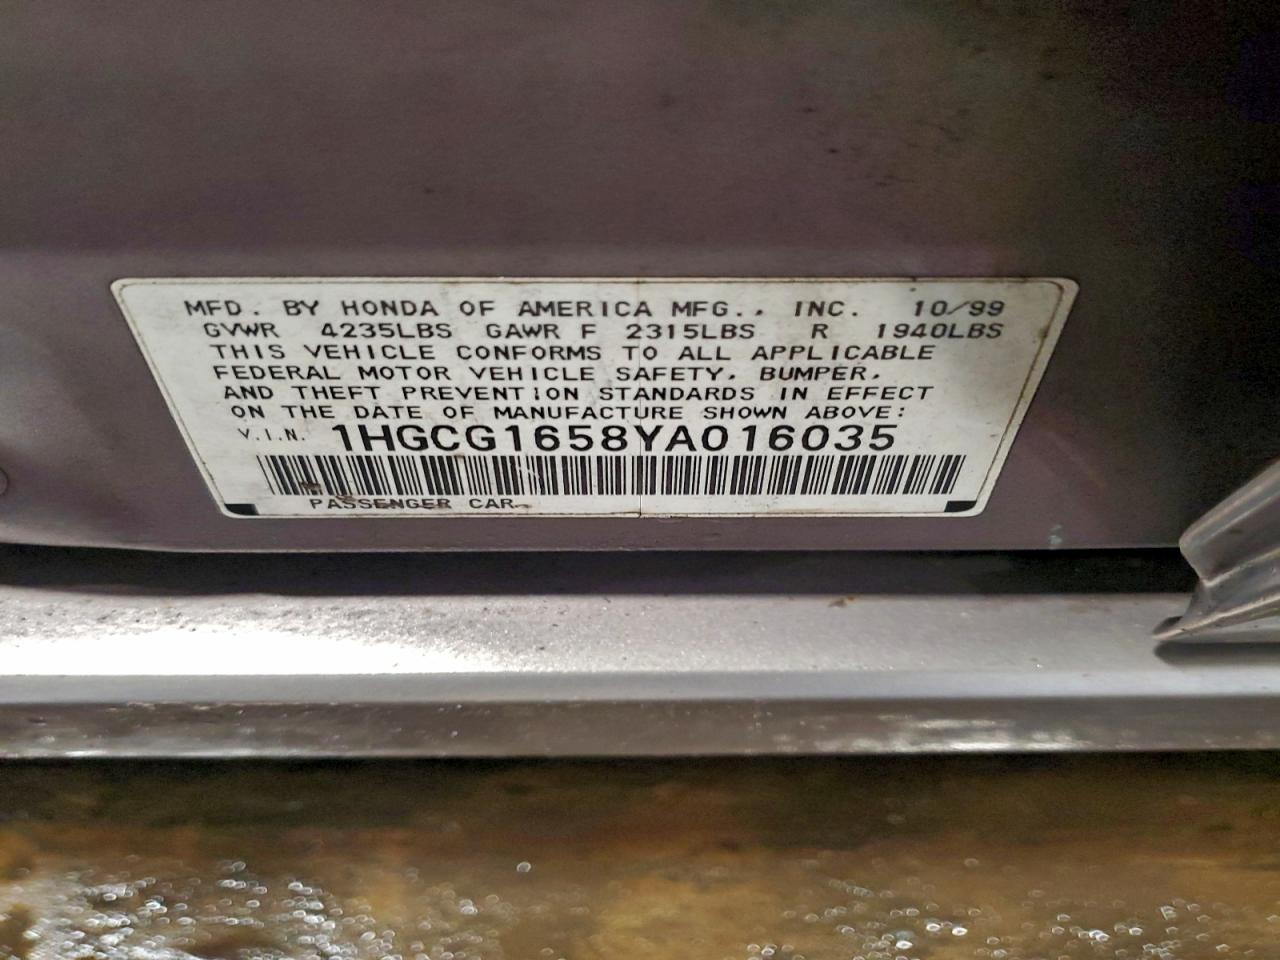 MFD. BY HONDA OF AMERICA MFG., INC. 10/99
GVWR 4235LBS GAWR F 2315LBS R 1940LBS
THIS VEHICLE CONFORMS TO ALL APPLICABLE
FEDERAL MOTOR VEHICLE SAFETY, BUMPER,
AND THEFT PREVENTION STANDARDS IN EFFECT
ON THE DATE OF MANUFACTURE SHOWN ABOVE:
V.I.N. 1HGCG1658YA016035
PASSENGER CAR